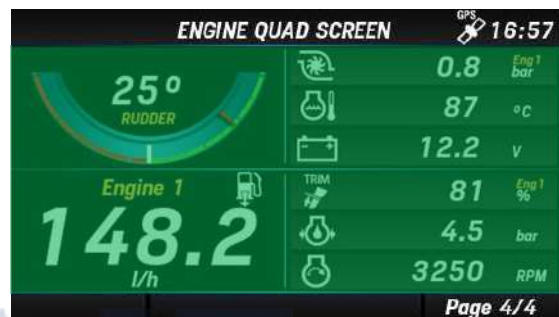 ENGINE QUAD SCREEN
GPS
16:57
25°
RUDDER
0.8 Eng 1 bar
87 °C
12.2 V
Engine 1
148.2
l/h
TRIM
81 Eng 1 %
4.5 bar
3250 RPM
Page 4/4